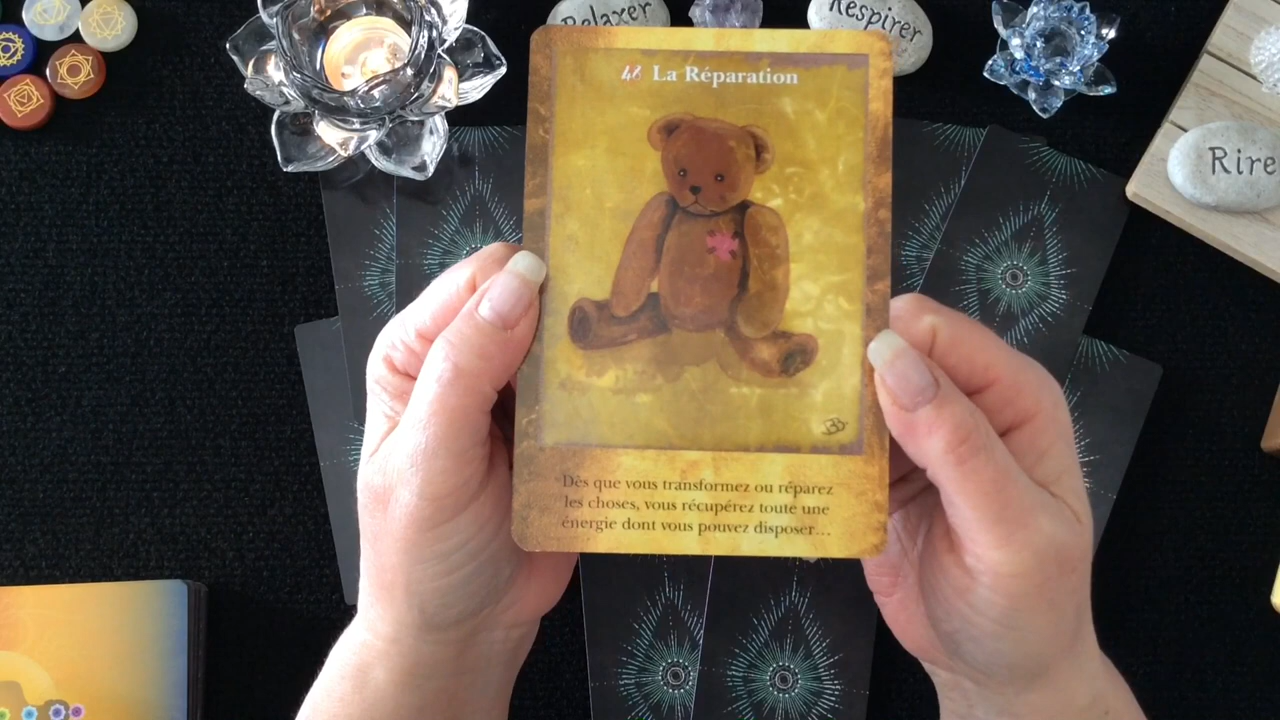 Relaxer
Respirer
Rire
La Réparation
Dès que vous transformez ou réparez
les choses, vous récupérez toute une
énergie dont vous pouvez disposer...